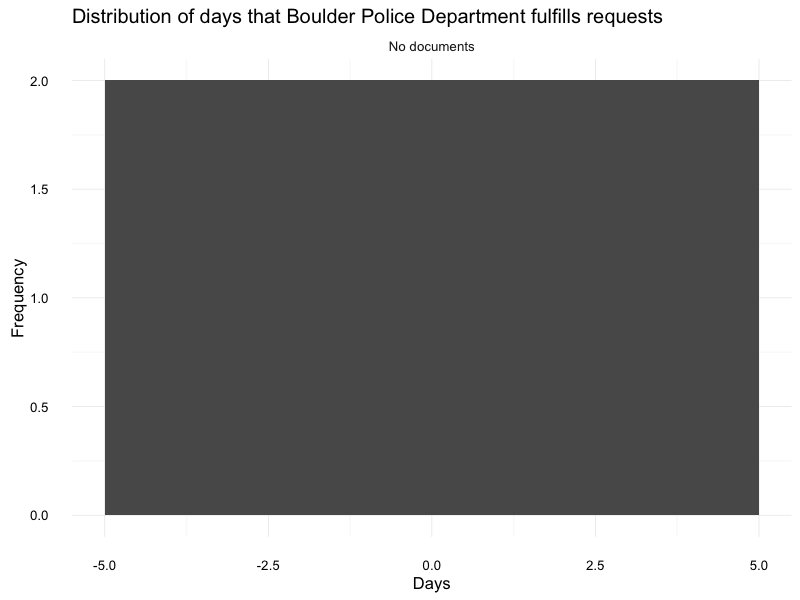 Distribution of days that Boulder Police Department fulfills requests
No documents
2.0
1.5
1.0
0.5
0.0
Frequency
-5.0 -2.5 0.0 2.5 5.0
Days